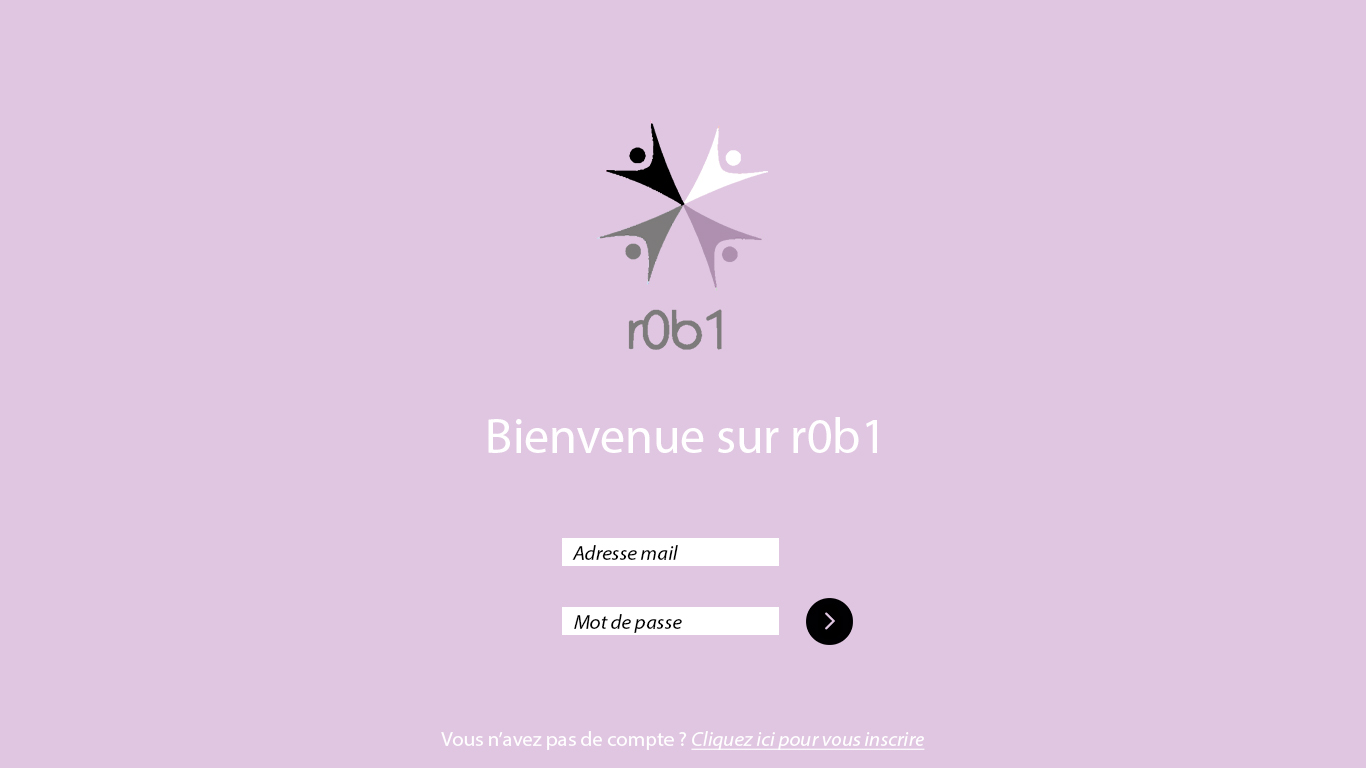 r0b1
Bienvenue sur r0b1
Adresse mail
Mot de passe
Vous n’avez pas de compte ? Cliquez ici pour vous inscrire